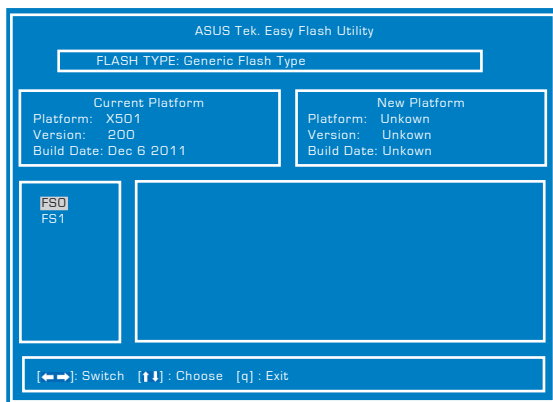 ASUS Tek. Easy Flash Utility
FLASH TYPE: Generic Flash Type
Current Platform
Platform: X501
Version: 200
Build Date: Dec 6 2011
New Platform
Platform: Unkown
Version: Unkown
Build Date: Unkown
FS0
FS1
[←→]: Switch [↑↓] : Choose [q] : Exit